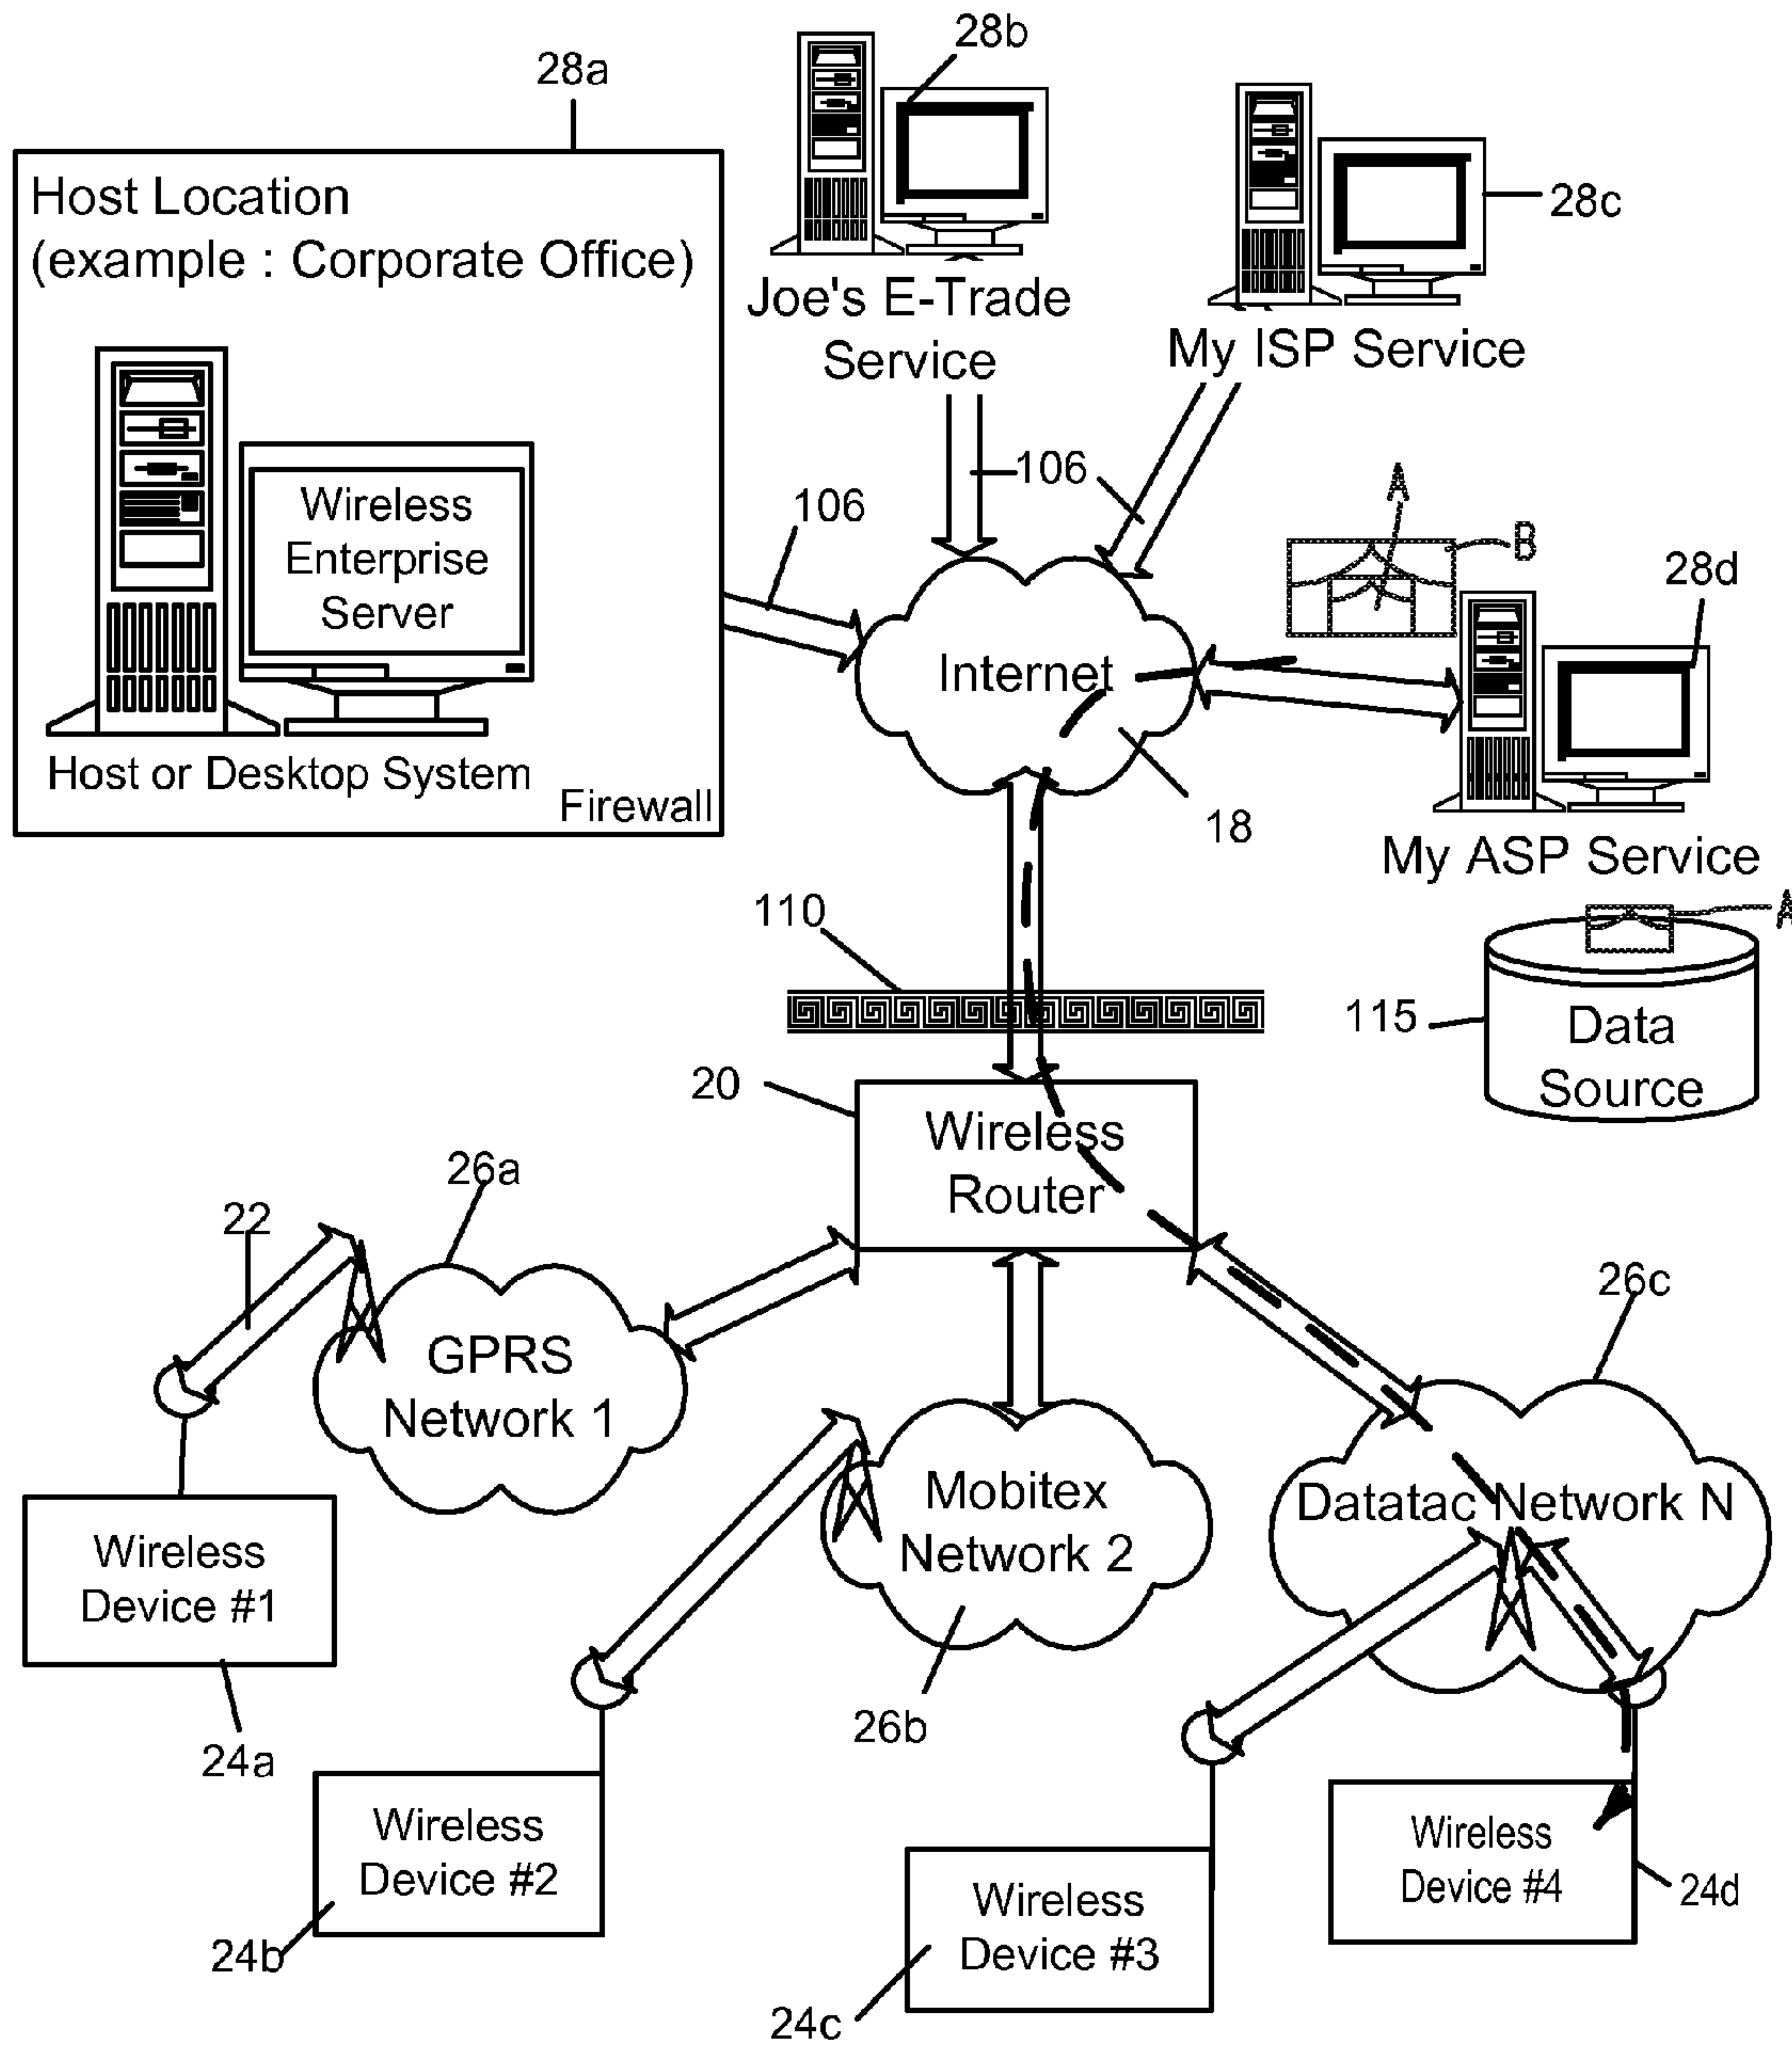 28a
28b
28c
Host Location
(example : Corporate Office)
Joe's E-Trade
Service
My ISP Service
106
106
Wireless
Enterprise
Server
A
B
28d
Internet
Host or Desktop System
Firewall
18
My ASP Service
110
A
115
Data
Source
20
Wireless
Router
26a
22
26c
GPRS
Network 1
Mobitex
Network 2
Datatac Network N
Wireless
Device #1
26b
24a
Wireless
Device #2
Wireless
Device #4
24d
24b
Wireless
Device #3
24c